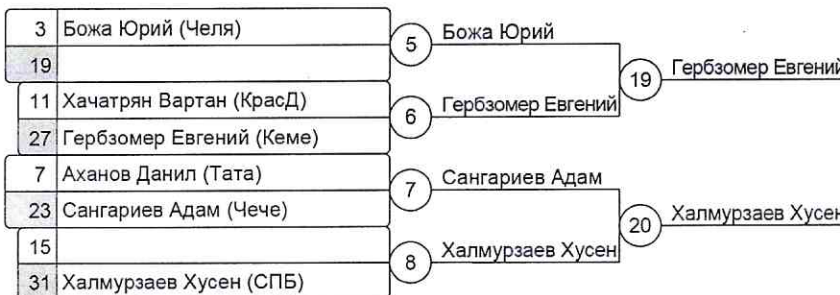 3 Божа Юрий (Челя)
19
5 Божа Юрий
11 Хачатрян Вартан (КрасД)
27 Гербзомер Евгений (Кеме)
6 Гербзомер Евгений
19 Гербзомер Евгений
7 Аханов Данил (Тата)
23 Сангариев Адам (Чече)
7 Сангариев Адам
15
31 Халмурзаев Хусен (СПБ)
8 Халмурзаев Хусен
20 Халмурзаев Хусен